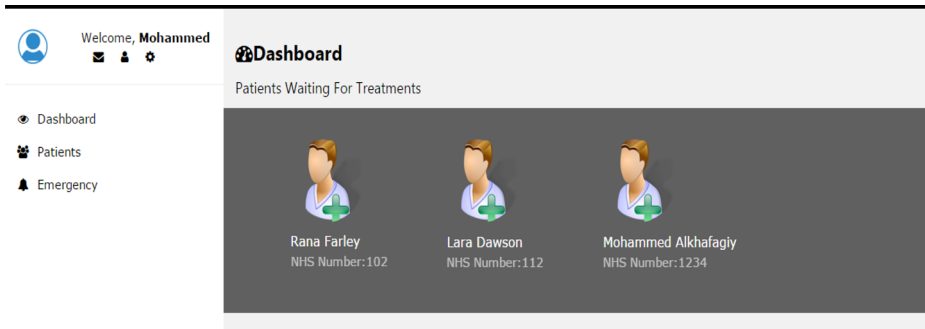 Welcome, Mohammed
Dashboard
Patients Waiting For Treatments
Dashboard
Patients
Emergency
Rana Farley
NHS Number:102
Lara Dawson
NHS Number:112
Mohammed Alkhafagiy
NHS Number:1234